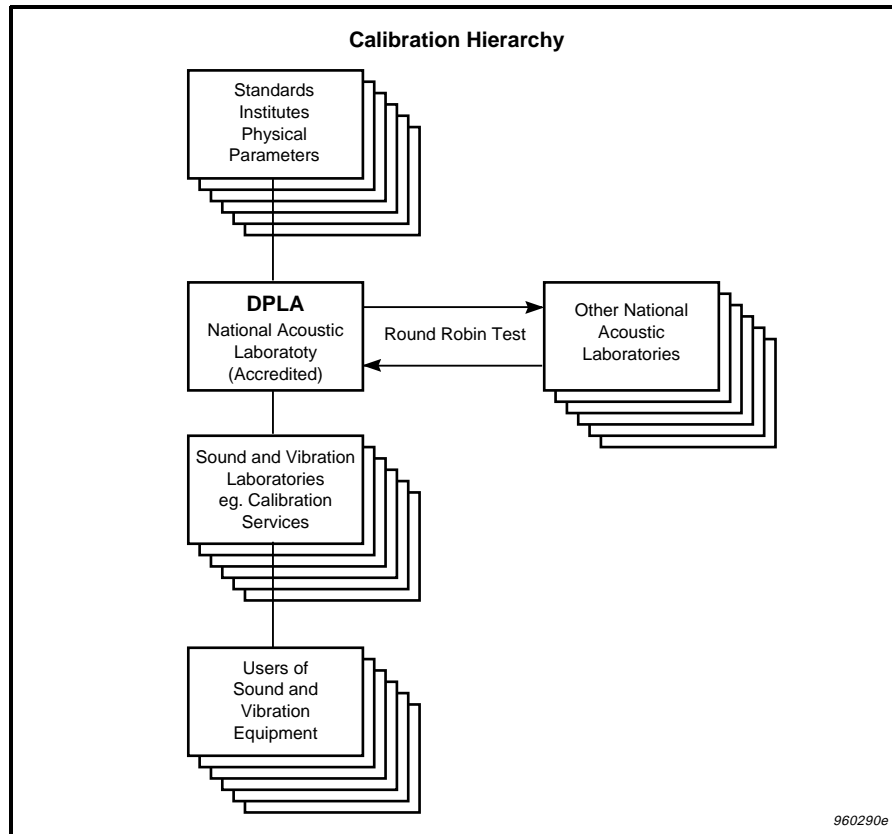 Calibration Hierarchy
Standards
Institutes
Physical
Parameters
DPLA
National Acoustic
Laboratoty
(Accredited)
Round Robin Test
Other National
Acoustic
Laboratories
Sound and Vibration
Laboratories
eg. Calibration
Services
Users of
Sound and
Vibration
Equipment
960290e